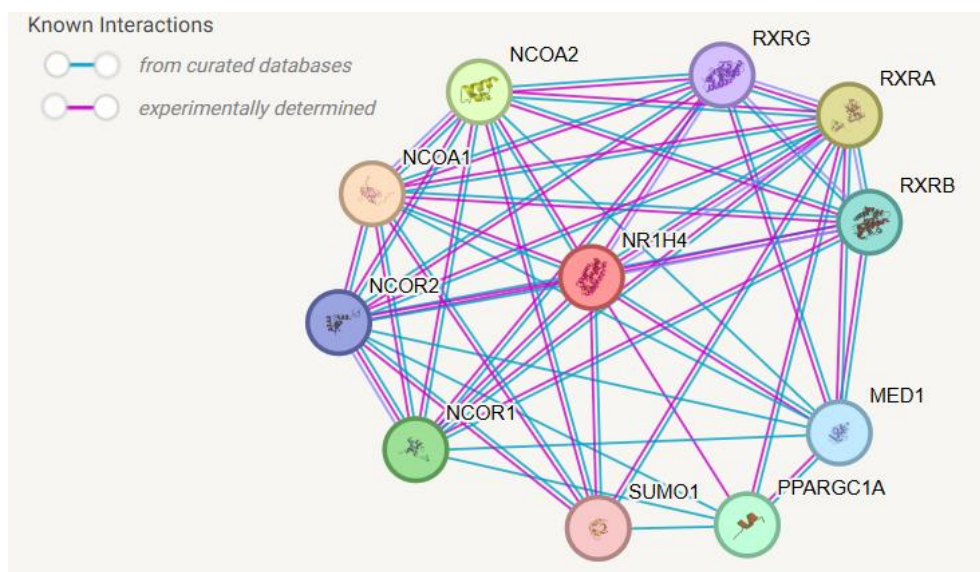 Known Interactions
from curated databases
experimentally determined
NCOA2
RXRG
RXRA
NCOA1
RXRB
NR1H4
NCOR2
MED1
NCOR1
SUMO1
PPARGC1A